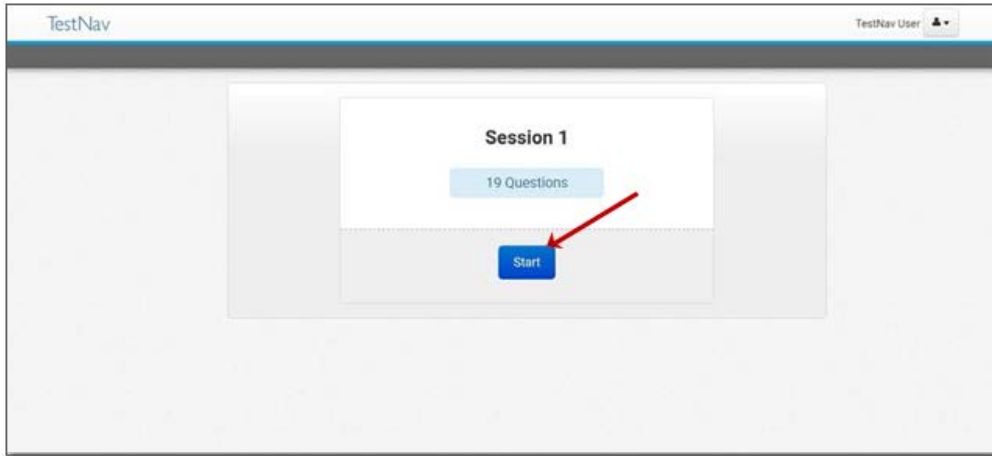 TestNav
TestNav User
Session 1
19 Questions
Start